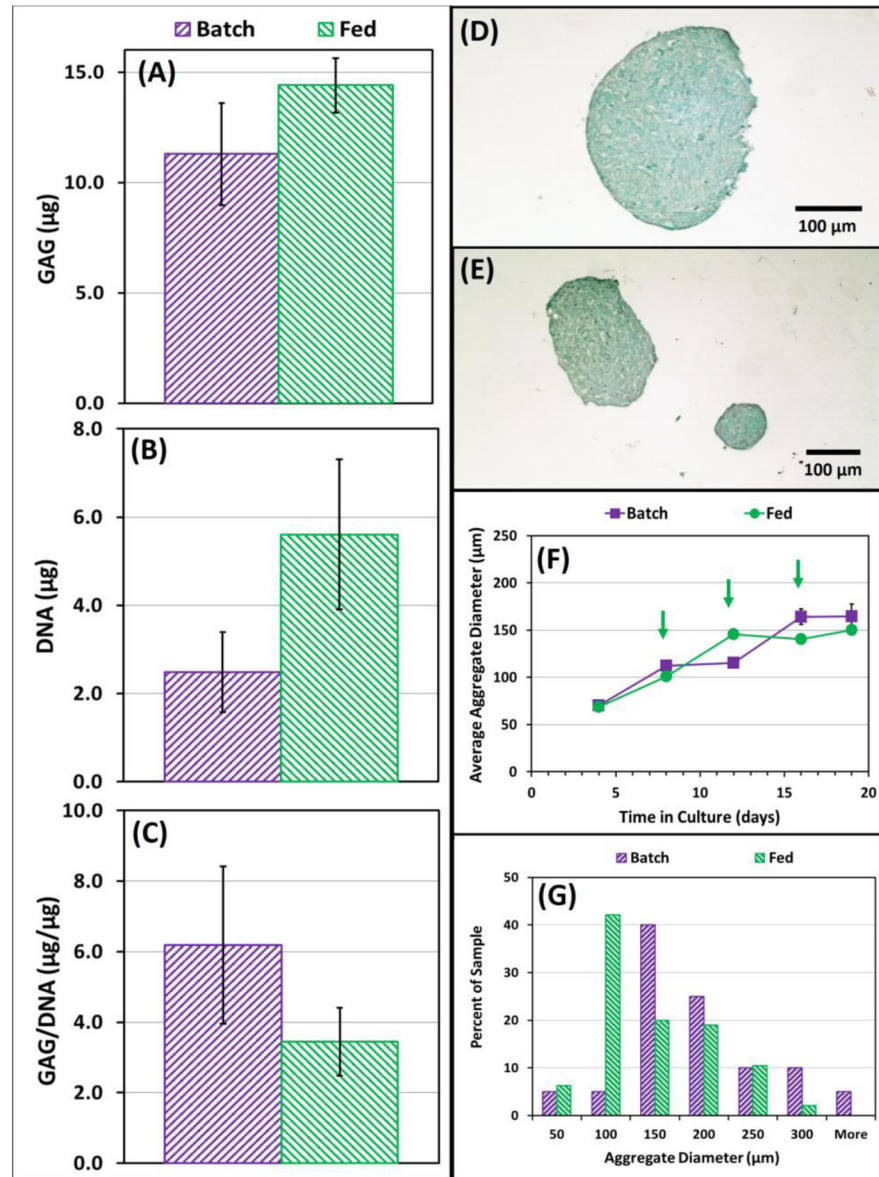 Batch Fed
(A)
15.0
10.0
5.0
0.0
GAG (µg)
(B)
8.0
6.0
4.0
2.0
0.0
DNA (µg)
(C)
10.0
8.0
6.0
4.0
2.0
0.0
GAG/DNA (µg/µg)
(D)
100 µm
(E)
100 µm
Batch Fed
(F)
250
200
150
100
50
0
Average Aggregate Diameter (µm)
0 5 10 15 20
Time in Culture (days)
Batch Fed
(G)
50
40
30
20
10
0
Percent of Sample
50 100 150 200 250 300 More
Aggregate Diameter (µm)